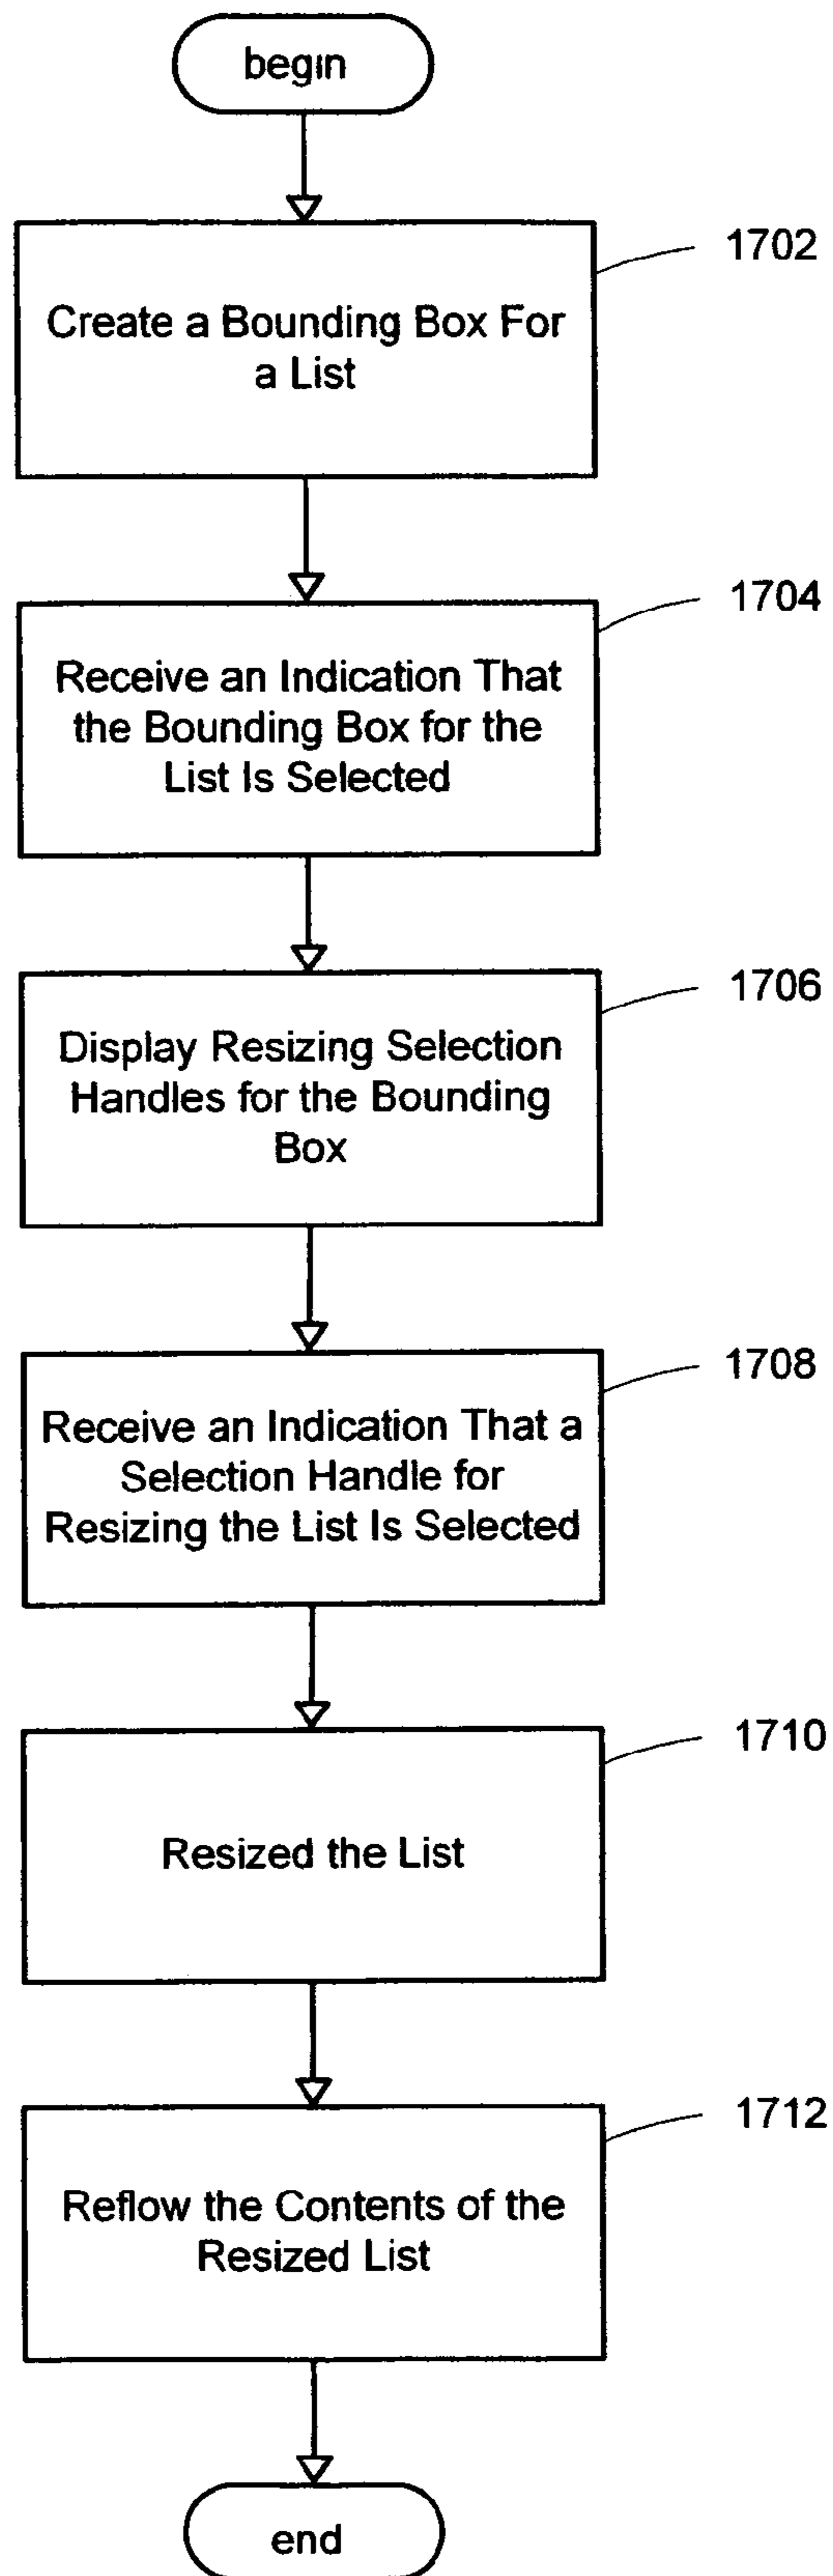 begin
1702
Create a Bounding Box For
a List
1704
Receive an Indication That
the Bounding Box for the
List Is Selected
1706
Display Resizing Selection
Handles for the Bounding
Box
1708
Receive an Indication That a
Selection Handle for
Resizing the List Is Selected
1710
Resized the List
1712
Reflow the Contents of the
Resized List
end